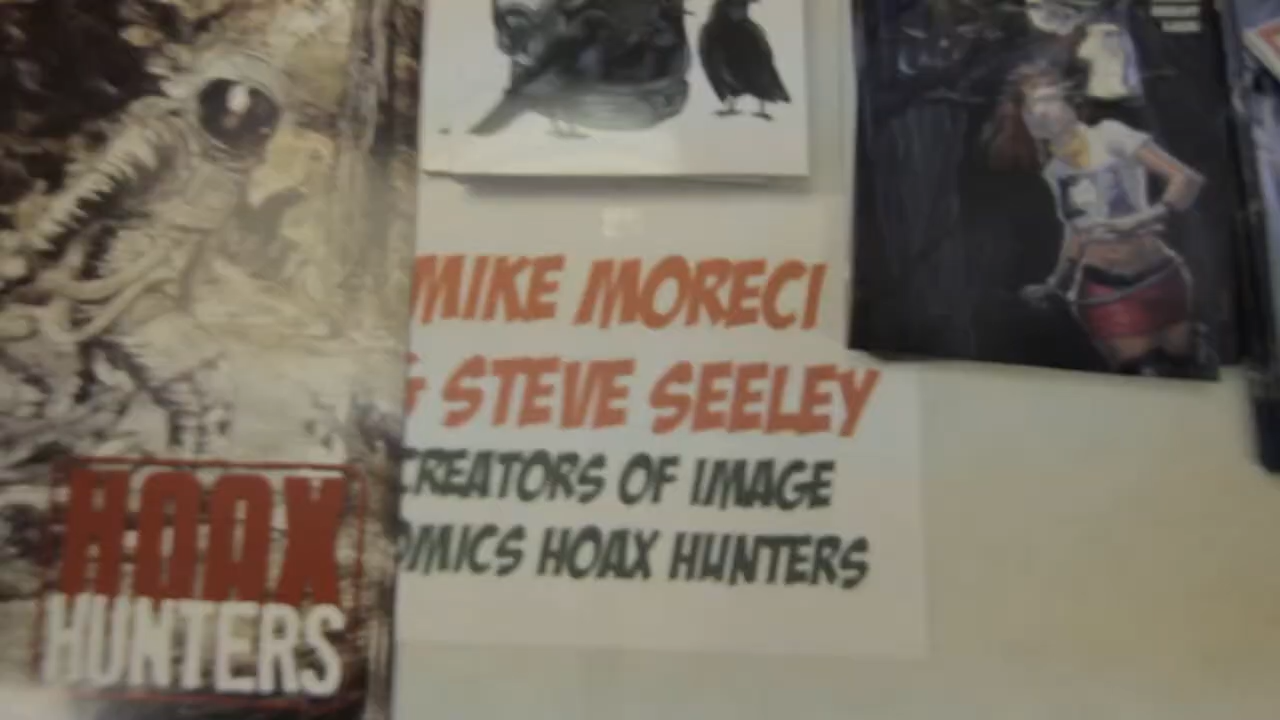 MIKE MORECI
& STEVE SEELEY
CREATORS OF IMAGE
OMICS HOAX HUNTERS
HOAX
HUNTERS